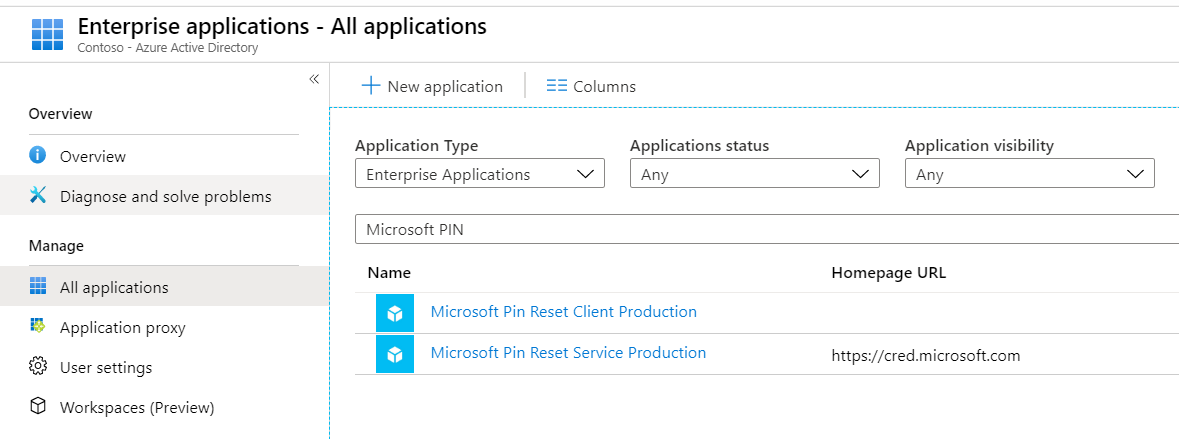 Enterprise applications - All applications
Contoso - Azure Active Directory
«
New application
Columns
Overview
Overview
Diagnose and solve problems
Manage
All applications
Application proxy
User settings
Workspaces (Preview)
Application Type
Applications status
Application visibility
Enterprise Applications
Any
Any
Microsoft PIN
Name
Homepage URL
Microsoft Pin Reset Client Production
Microsoft Pin Reset Service Production
https://cred.microsoft.com